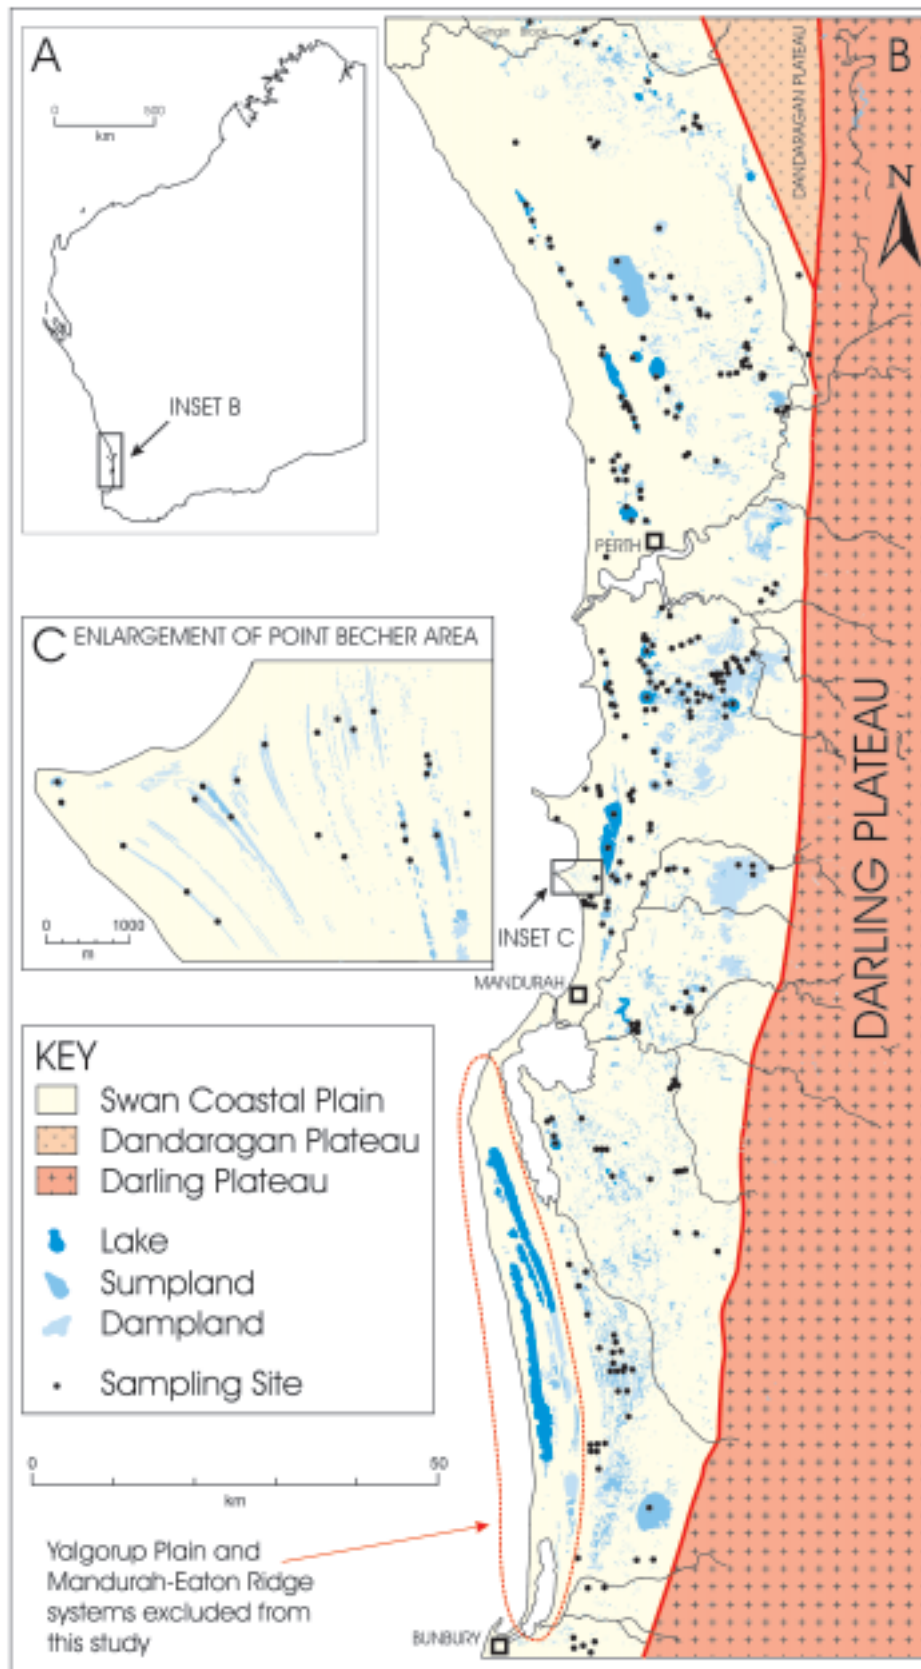 A
0 500
km
INSET B
Gingin Brook
DANDARAGAN PLATEAU
B
N
PERTH
C ENLARGEMENT OF POINT BECHER AREA
0 1000
m
INSET C
MANDURAH
DARLING PLATEAU
KEY
Swan Coastal Plain
Dandaragan Plateau
Darling Plateau
Lake
Sumpland
Dampland
Sampling Site
0 50
km
Yalgorup Plain and
Mandurah-Eaton Ridge
systems excluded from
this study
BUNBURY